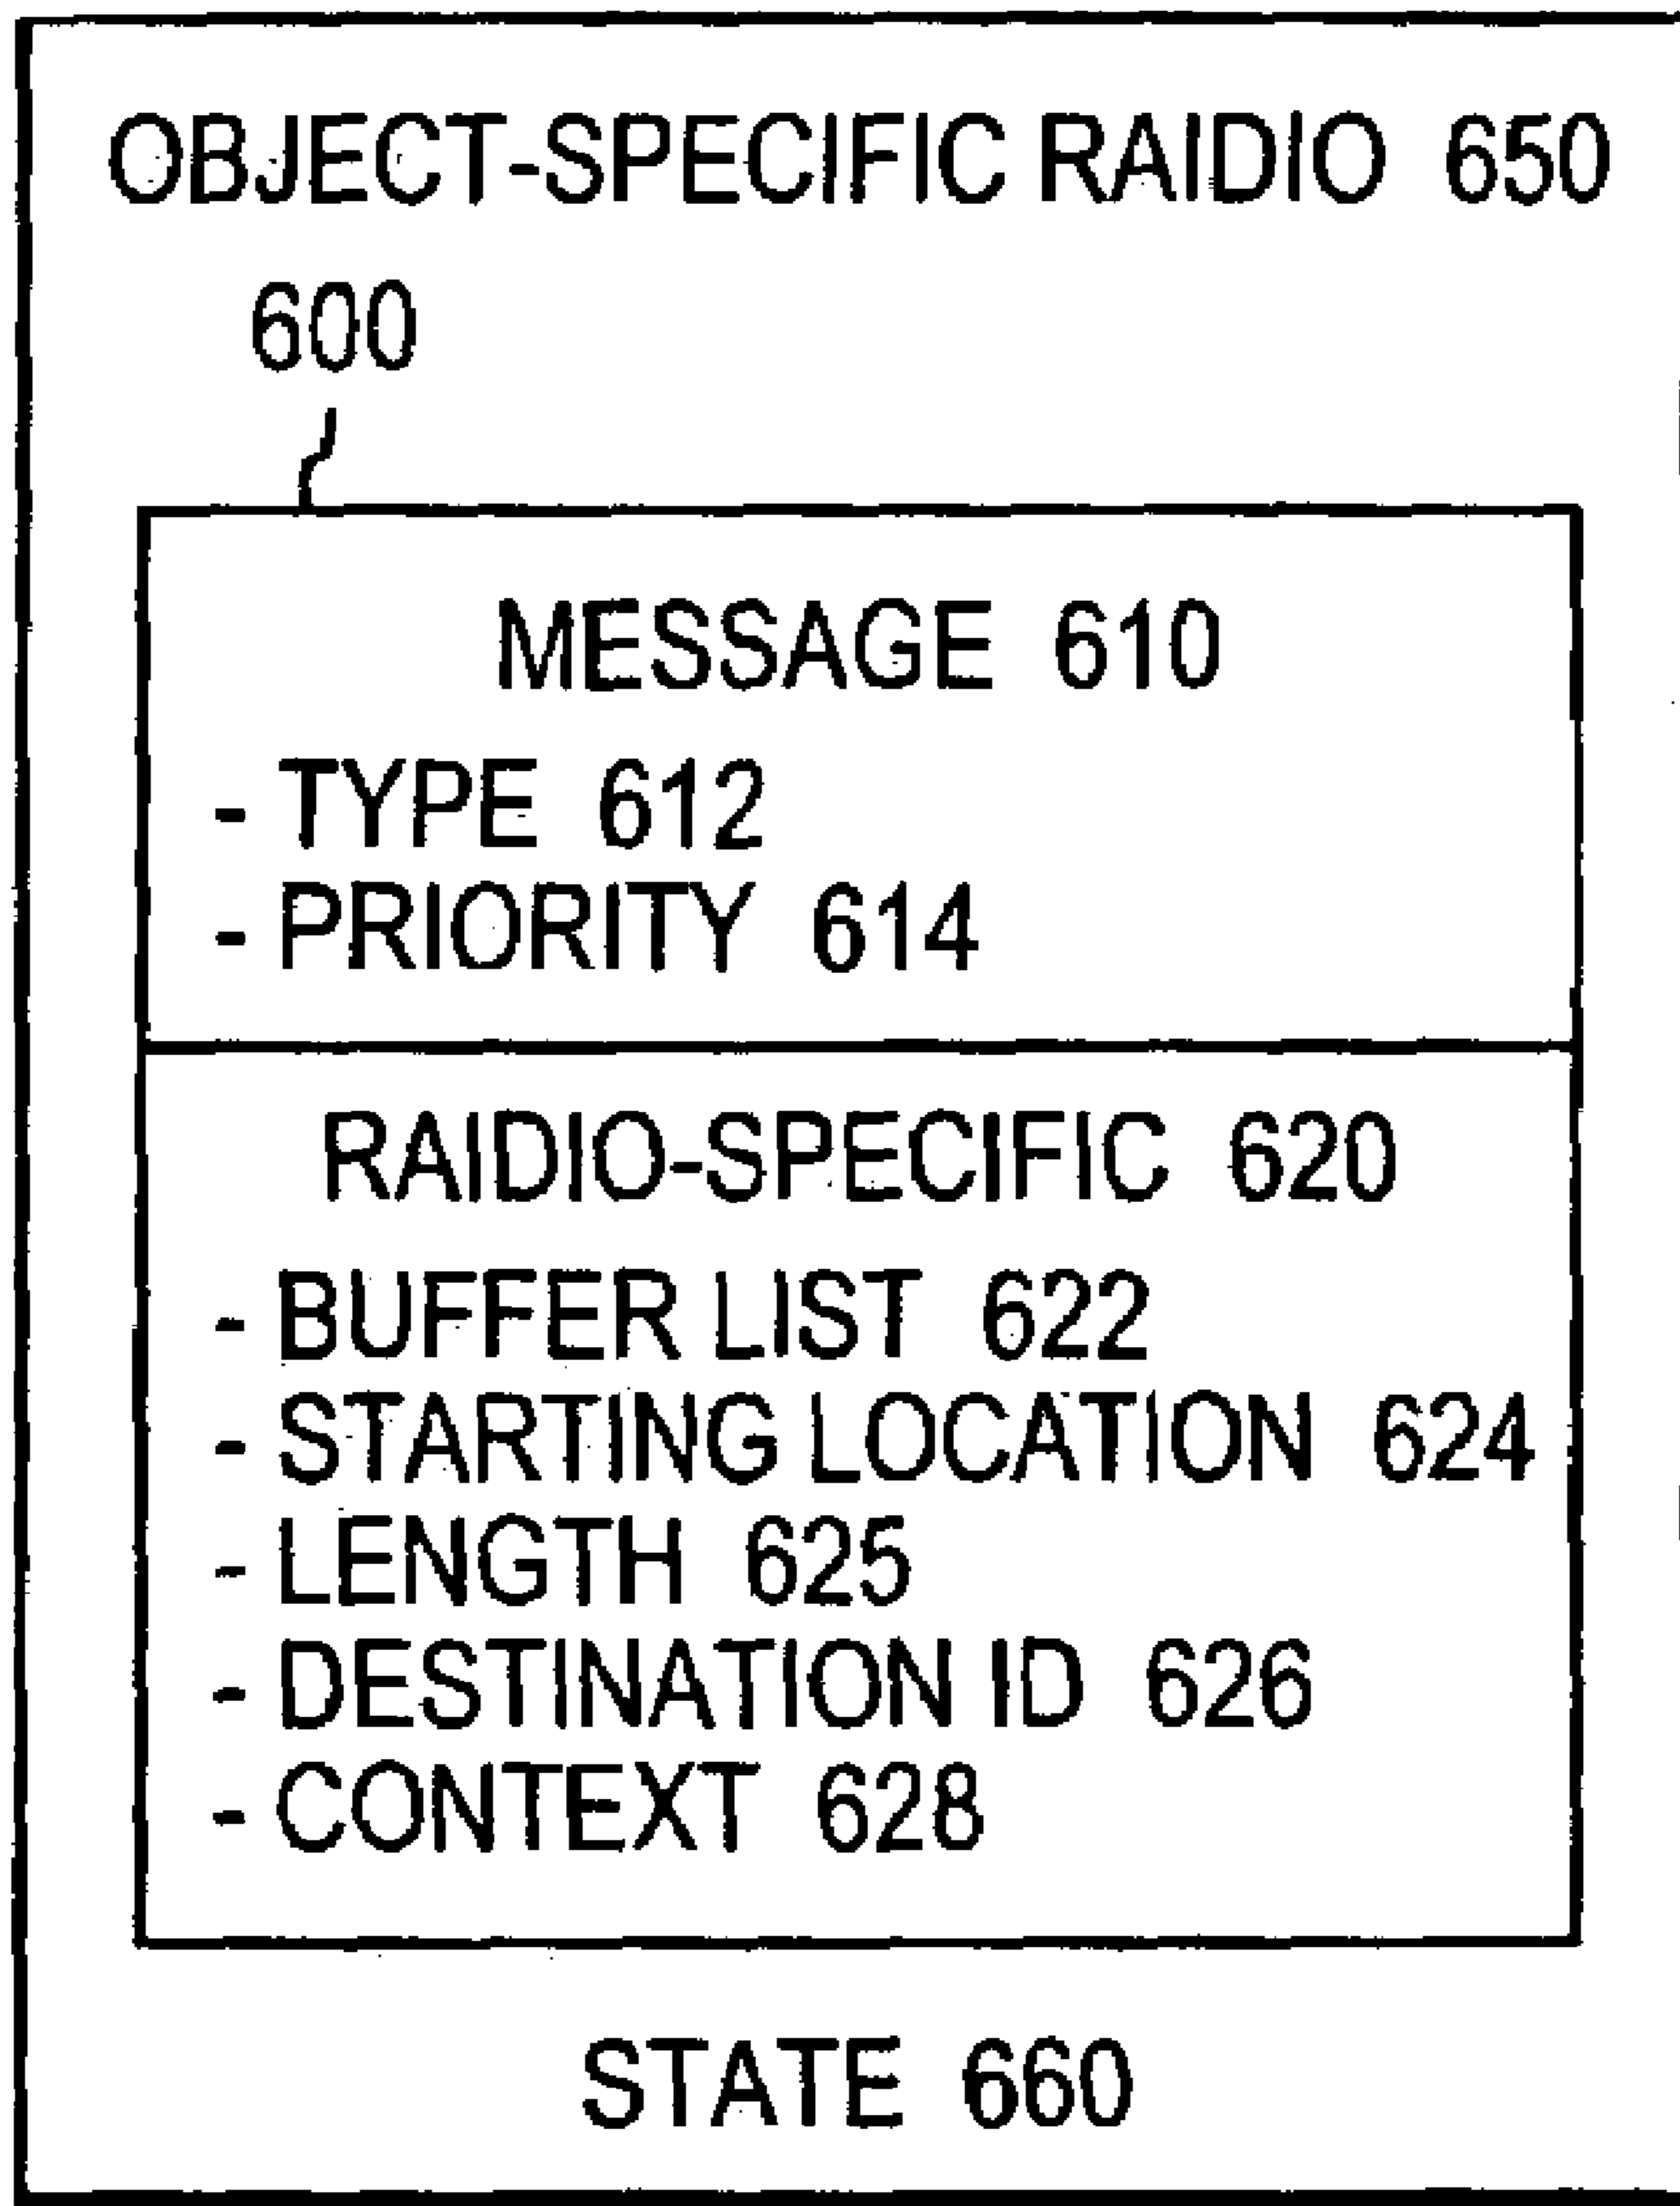 OBJECT-SPECIFIC RAIDIO 650
600
MESSAGE 610
- TYPE 612
- PRIORITY 614
RAIDIO-SPECIFIC 620
- BUFFER LIST 622
- STARTING LOCATION 624
- LENGTH 625
- DESTINATION ID 626
- CONTEXT 628
STATE 660